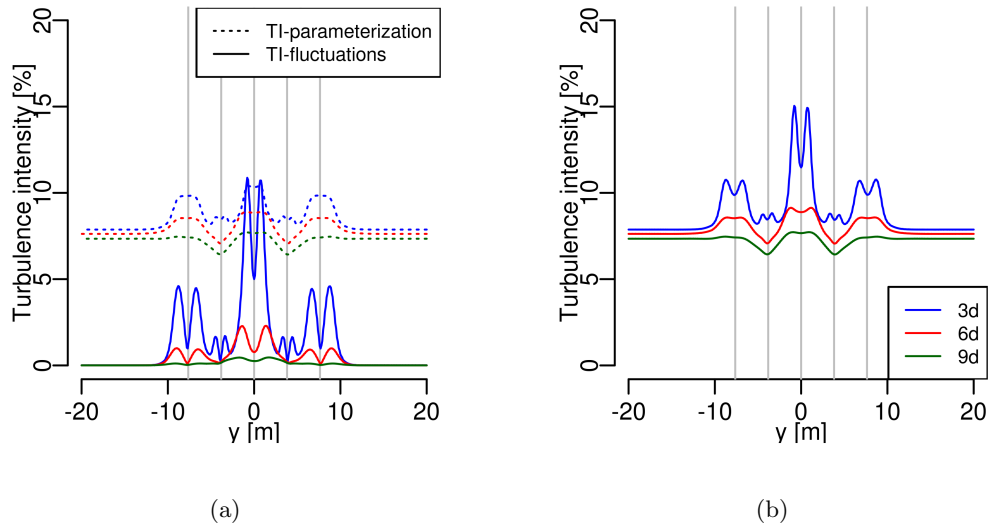 TI-parameterization
TI-fluctuations
Turbulence intensity [%]
20
15
10
5
0
-20 -10 0 10 20
y [m]
(a)
Turbulence intensity [%]
20
15
10
5
0
3d
6d
9d
-20 -10 0 10 20
y [m]
(b)